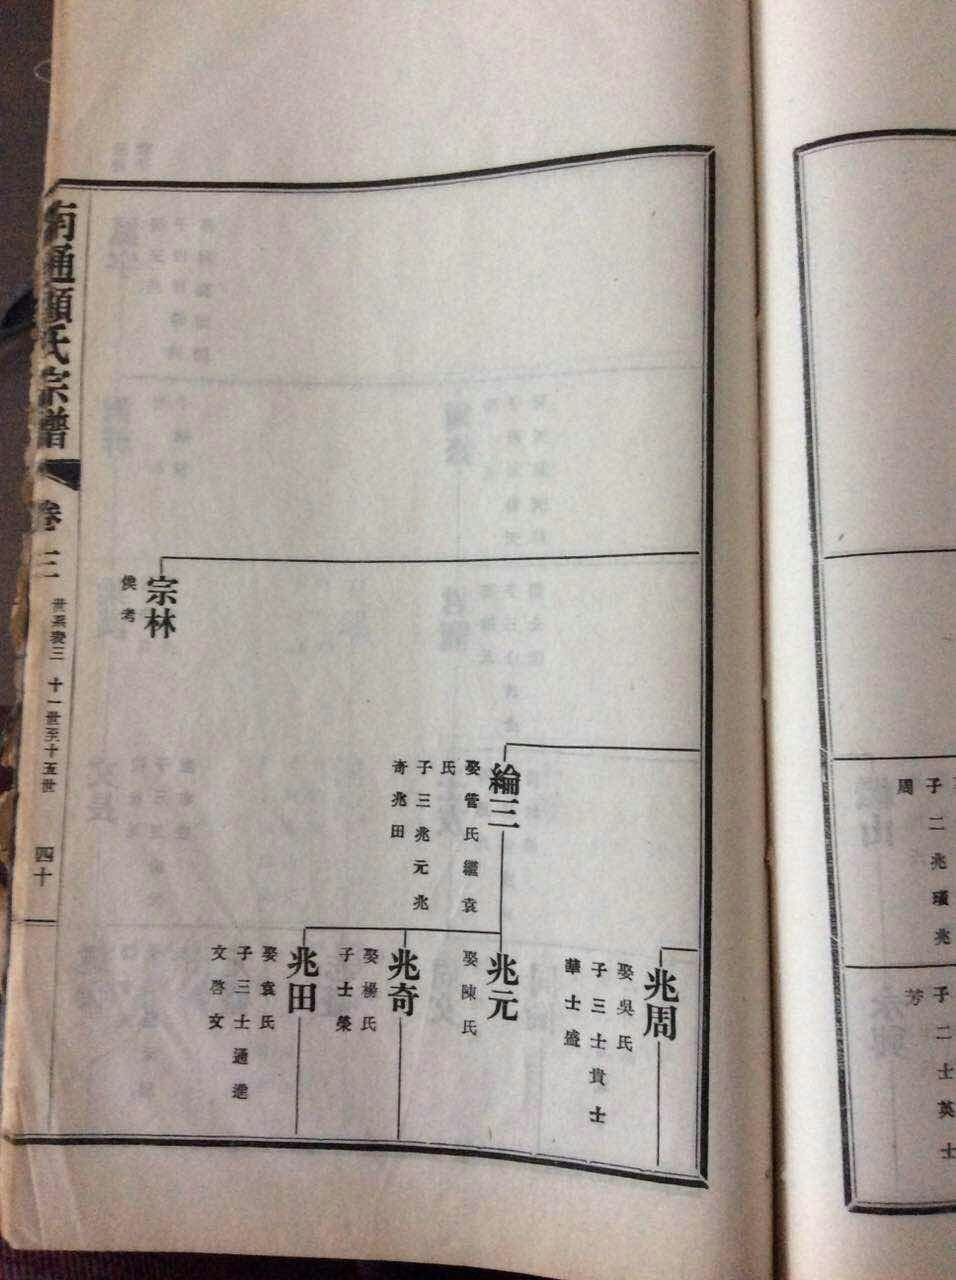 子二兆璜兆
周
子二士英士
芳
兆周
娶吳氏
子三士貴士
華士盛
綸三
娶管氏繼袁
氏
子三兆元兆
奇兆田
兆元
娶陳氏
兆奇
娶楊氏
子士榮
兆田
娶袁氏
子三士通進
文啓文
宗林
俟考
南通顧氏宗譜 卷三 世系表三 十一世至十五世 四十